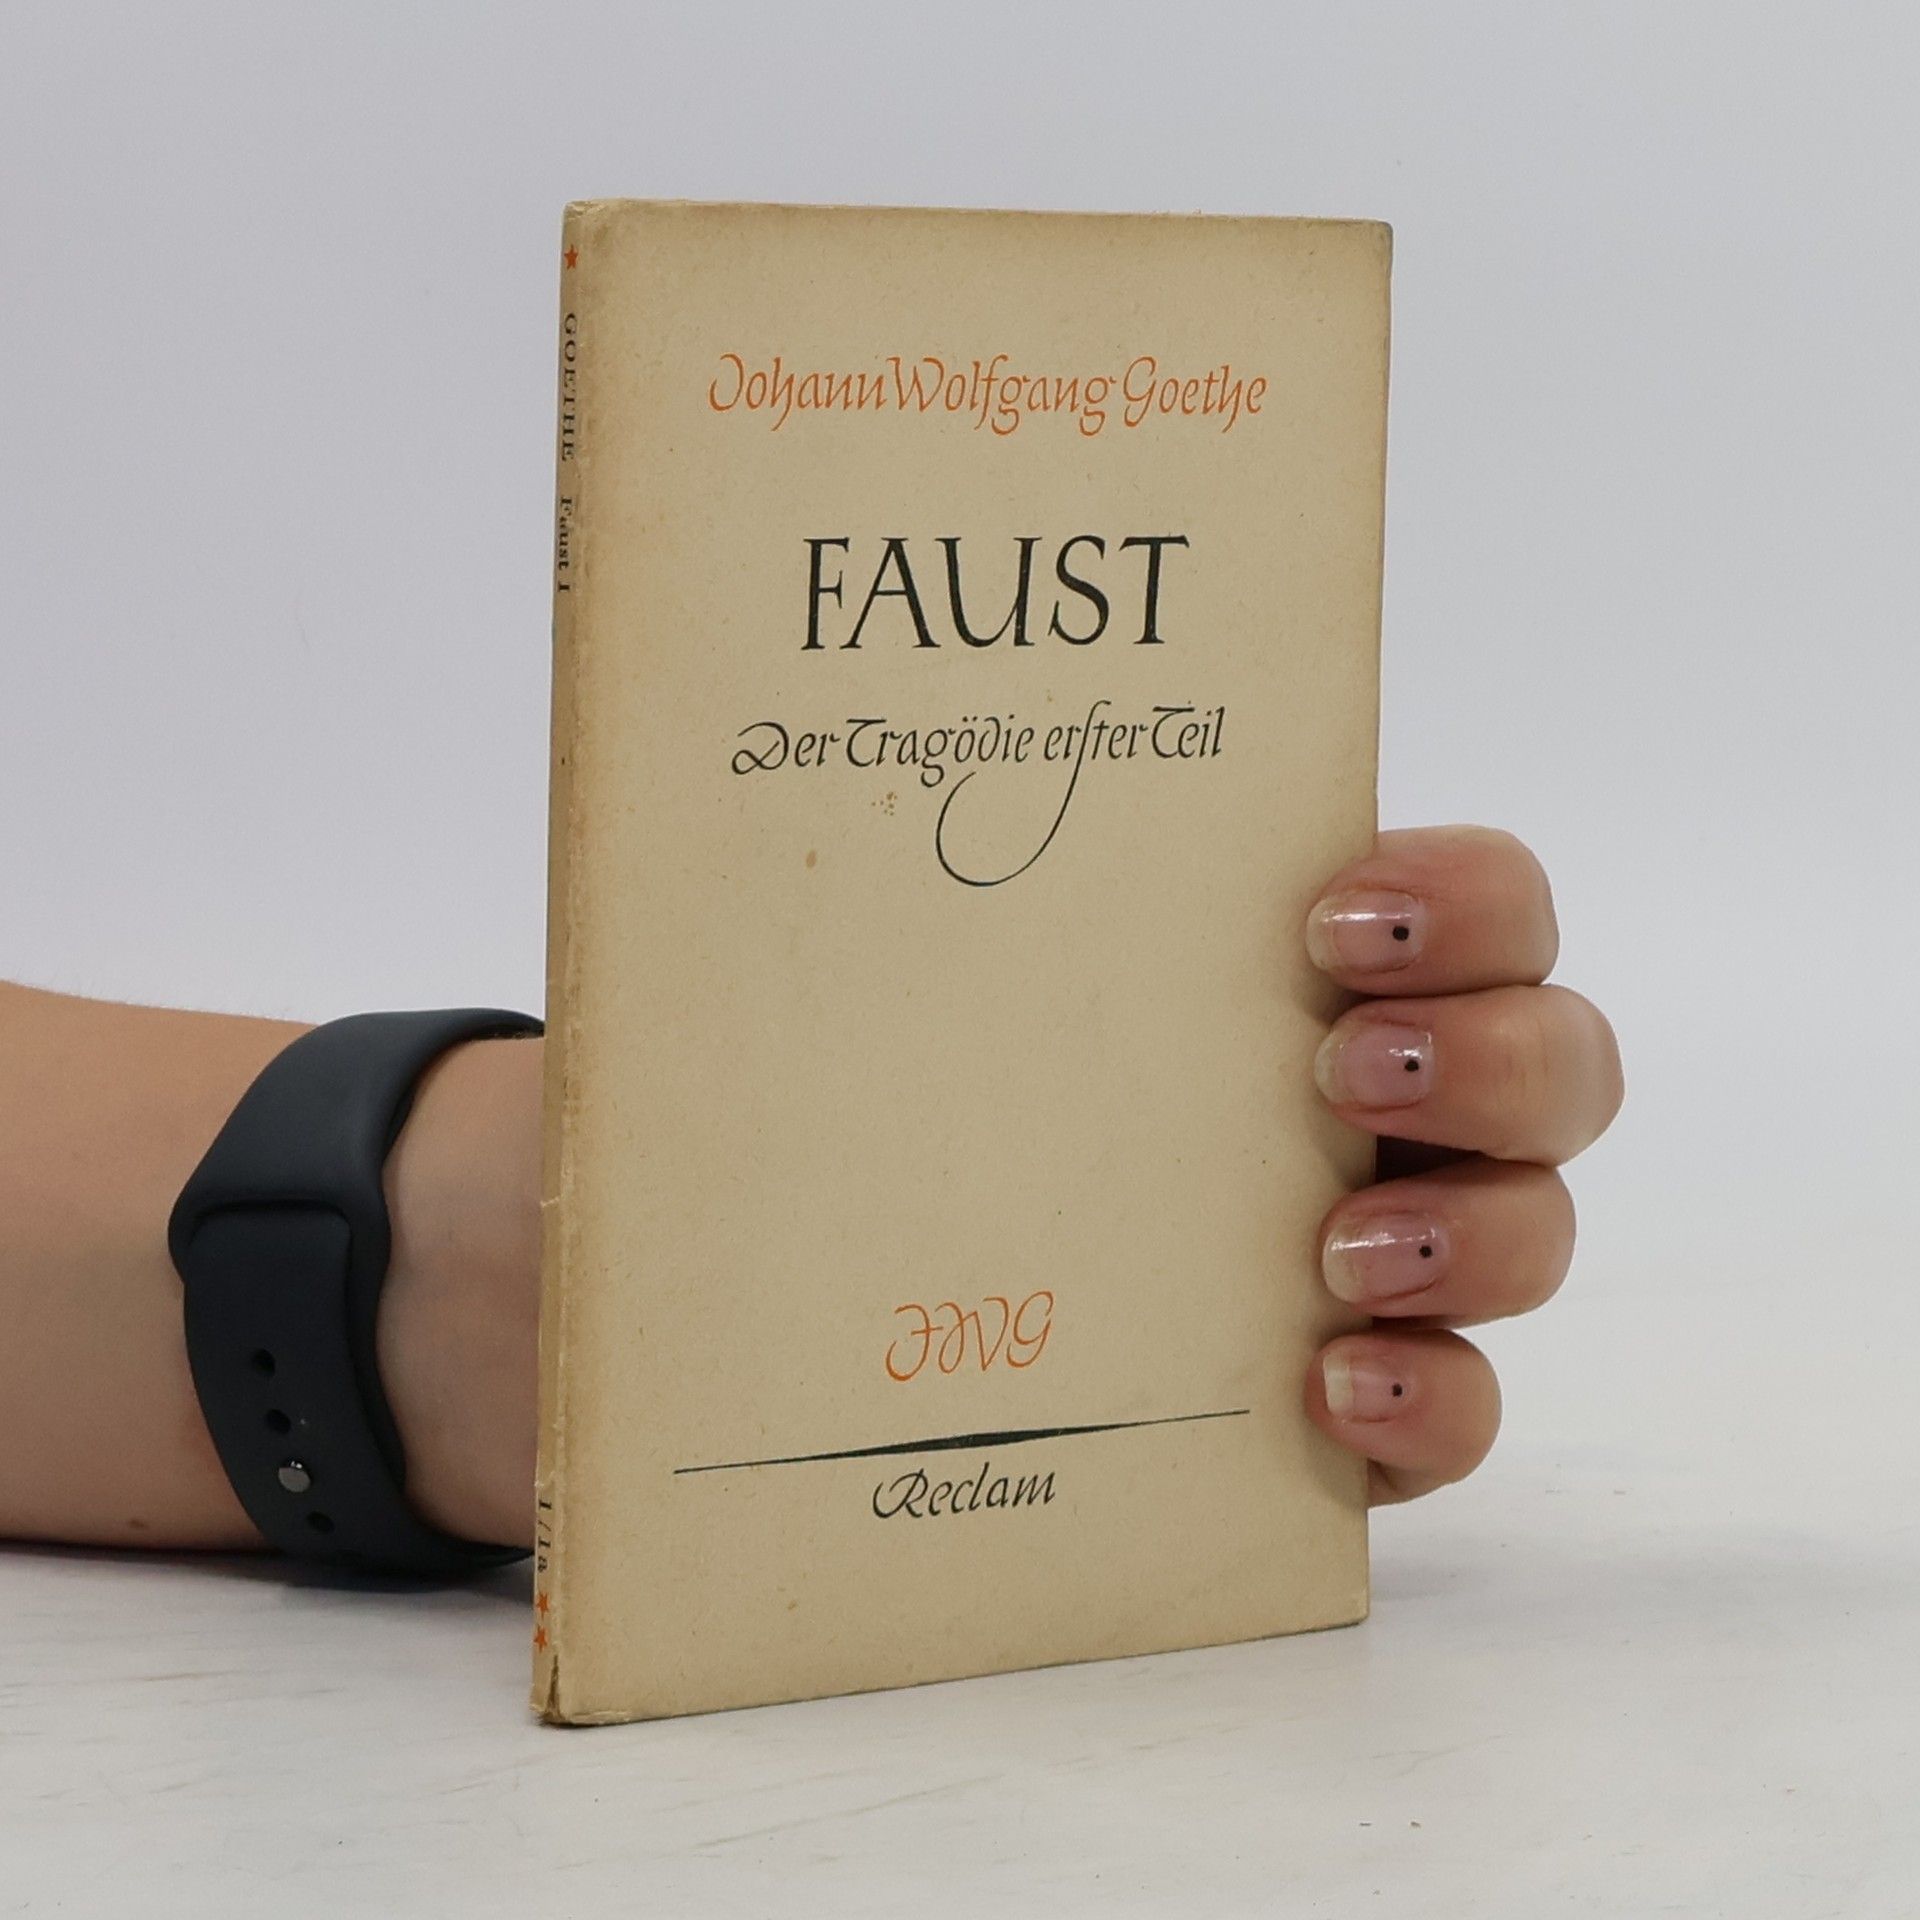 Johann Wolfgang Goethe
FAUST
Der Tragödie erſter Teil
JWG
Reclam
GOETHE Faust I
1/1a